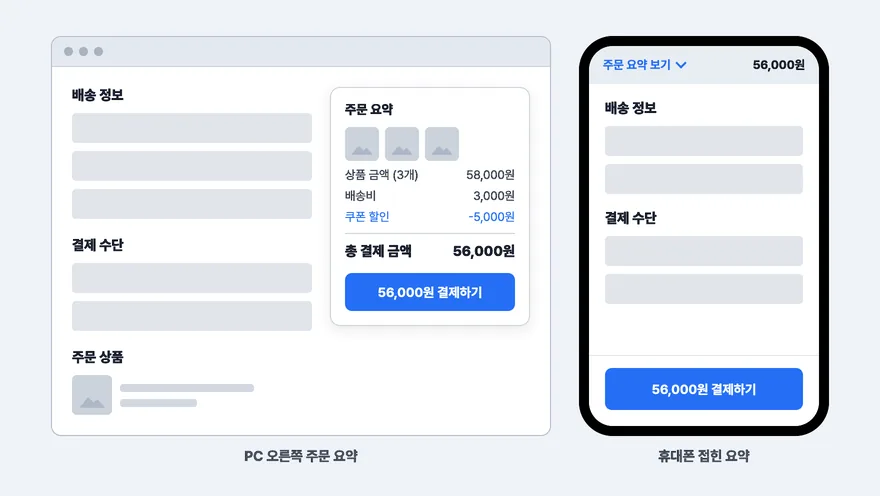 배송 정보
결제 수단
주문 상품
주문 요약
상품 금액 (3개) 58,000원
배송비 3,000원
쿠폰 할인 -5,000원
총 결제 금액 56,000원
56,000원 결제하기
PC 오른쪽 주문 요약
주문 요약 보기 56,000원
배송 정보
결제 수단
56,000원 결제하기
휴대폰 접힌 요약